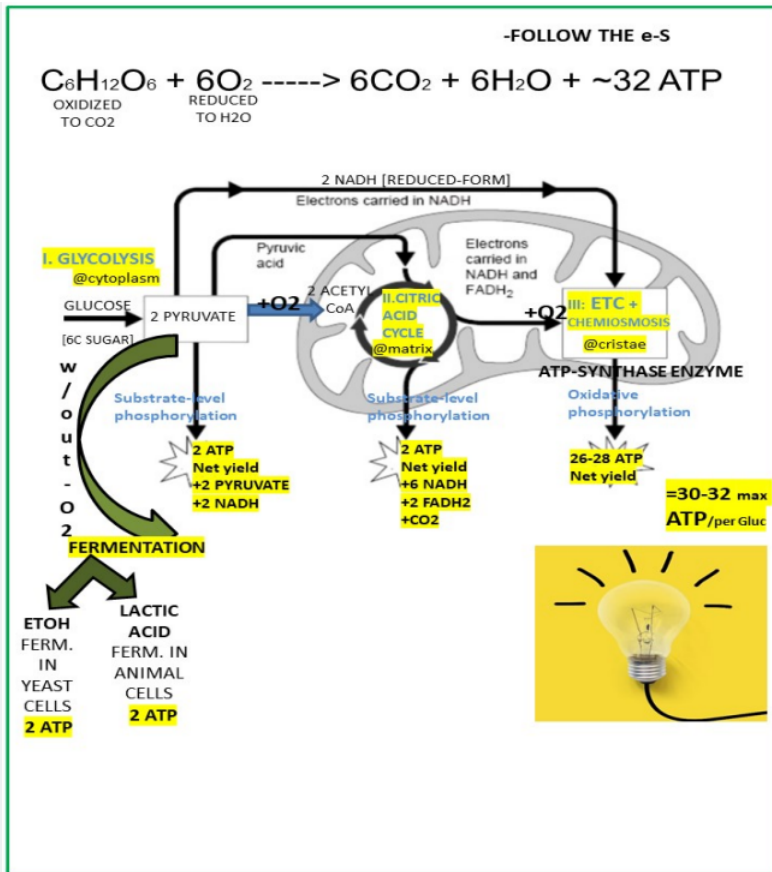 -FOLLOW THE e-S
C₆H₁₂O₆ + 6O₂ -----> 6CO₂ + 6H₂O + ~32 ATP
OXIDIZED
TO CO2
REDUCED
TO H2O
2 NADH [REDUCED-FORM]
Electrons carried in NADH
I. GLYCOLYSIS
@cytoplasm
GLUCOSE
[6C SUGAR]
2 PYRUVATE
Pyruvic
acid
+O2
2 ACETYL
CoA
II.CITRIC
ACID
CYCLE
@matrix
Electrons
carried in
NADH and
FADH₂
+O2
III: ETC +
CHEMIOSMOSIS
@cristae
ATP-SYNTHASE ENZYME
w/out-O2
Substrate-level
phosphorylation
Substrate-level
phosphorylation
Oxidative
phosphorylation
2 ATP
Net yield
+2 PYRUVATE
+2 NADH
2 ATP
Net yield
+6 NADH
+2 FADH2
+CO2
26-28 ATP
Net yield
=30-32 max
ATP/per Gluc
FERMENTATION
ETOH
FERM.
IN
YEAST
CELLS
2 ATP
LACTIC
ACID
FERM. IN
ANIMAL
CELLS
2 ATP